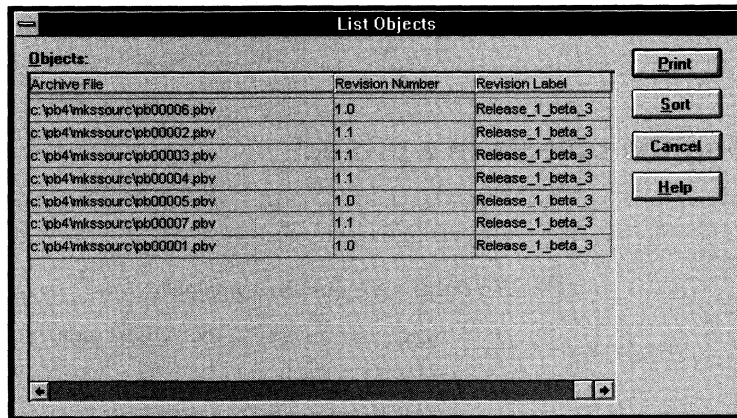 List Objects
Objects:
Archive File Revision Number Revision Label
c:\pb4\mkssourc\pb00006.pbv 1.0 Release_1_beta_3
c:\pb4\mkssourc\pb00002.pbv 1.1 Release_1_beta_3
c:\pb4\mkssourc\pb00003.pbv 1.1 Release_1_beta_3
c:\pb4\mkssourc\pb00004.pbv 1.1 Release_1_beta_3
c:\pb4\mkssourc\pb00005.pbv 1.0 Release_1_beta_3
c:\pb4\mkssourc\pb00007.pbv 1.1 Release_1_beta_3
c:\pb4\mkssourc\pb00001.pbv 1.0 Release_1_beta_3
Print
Sort
Cancel
Help